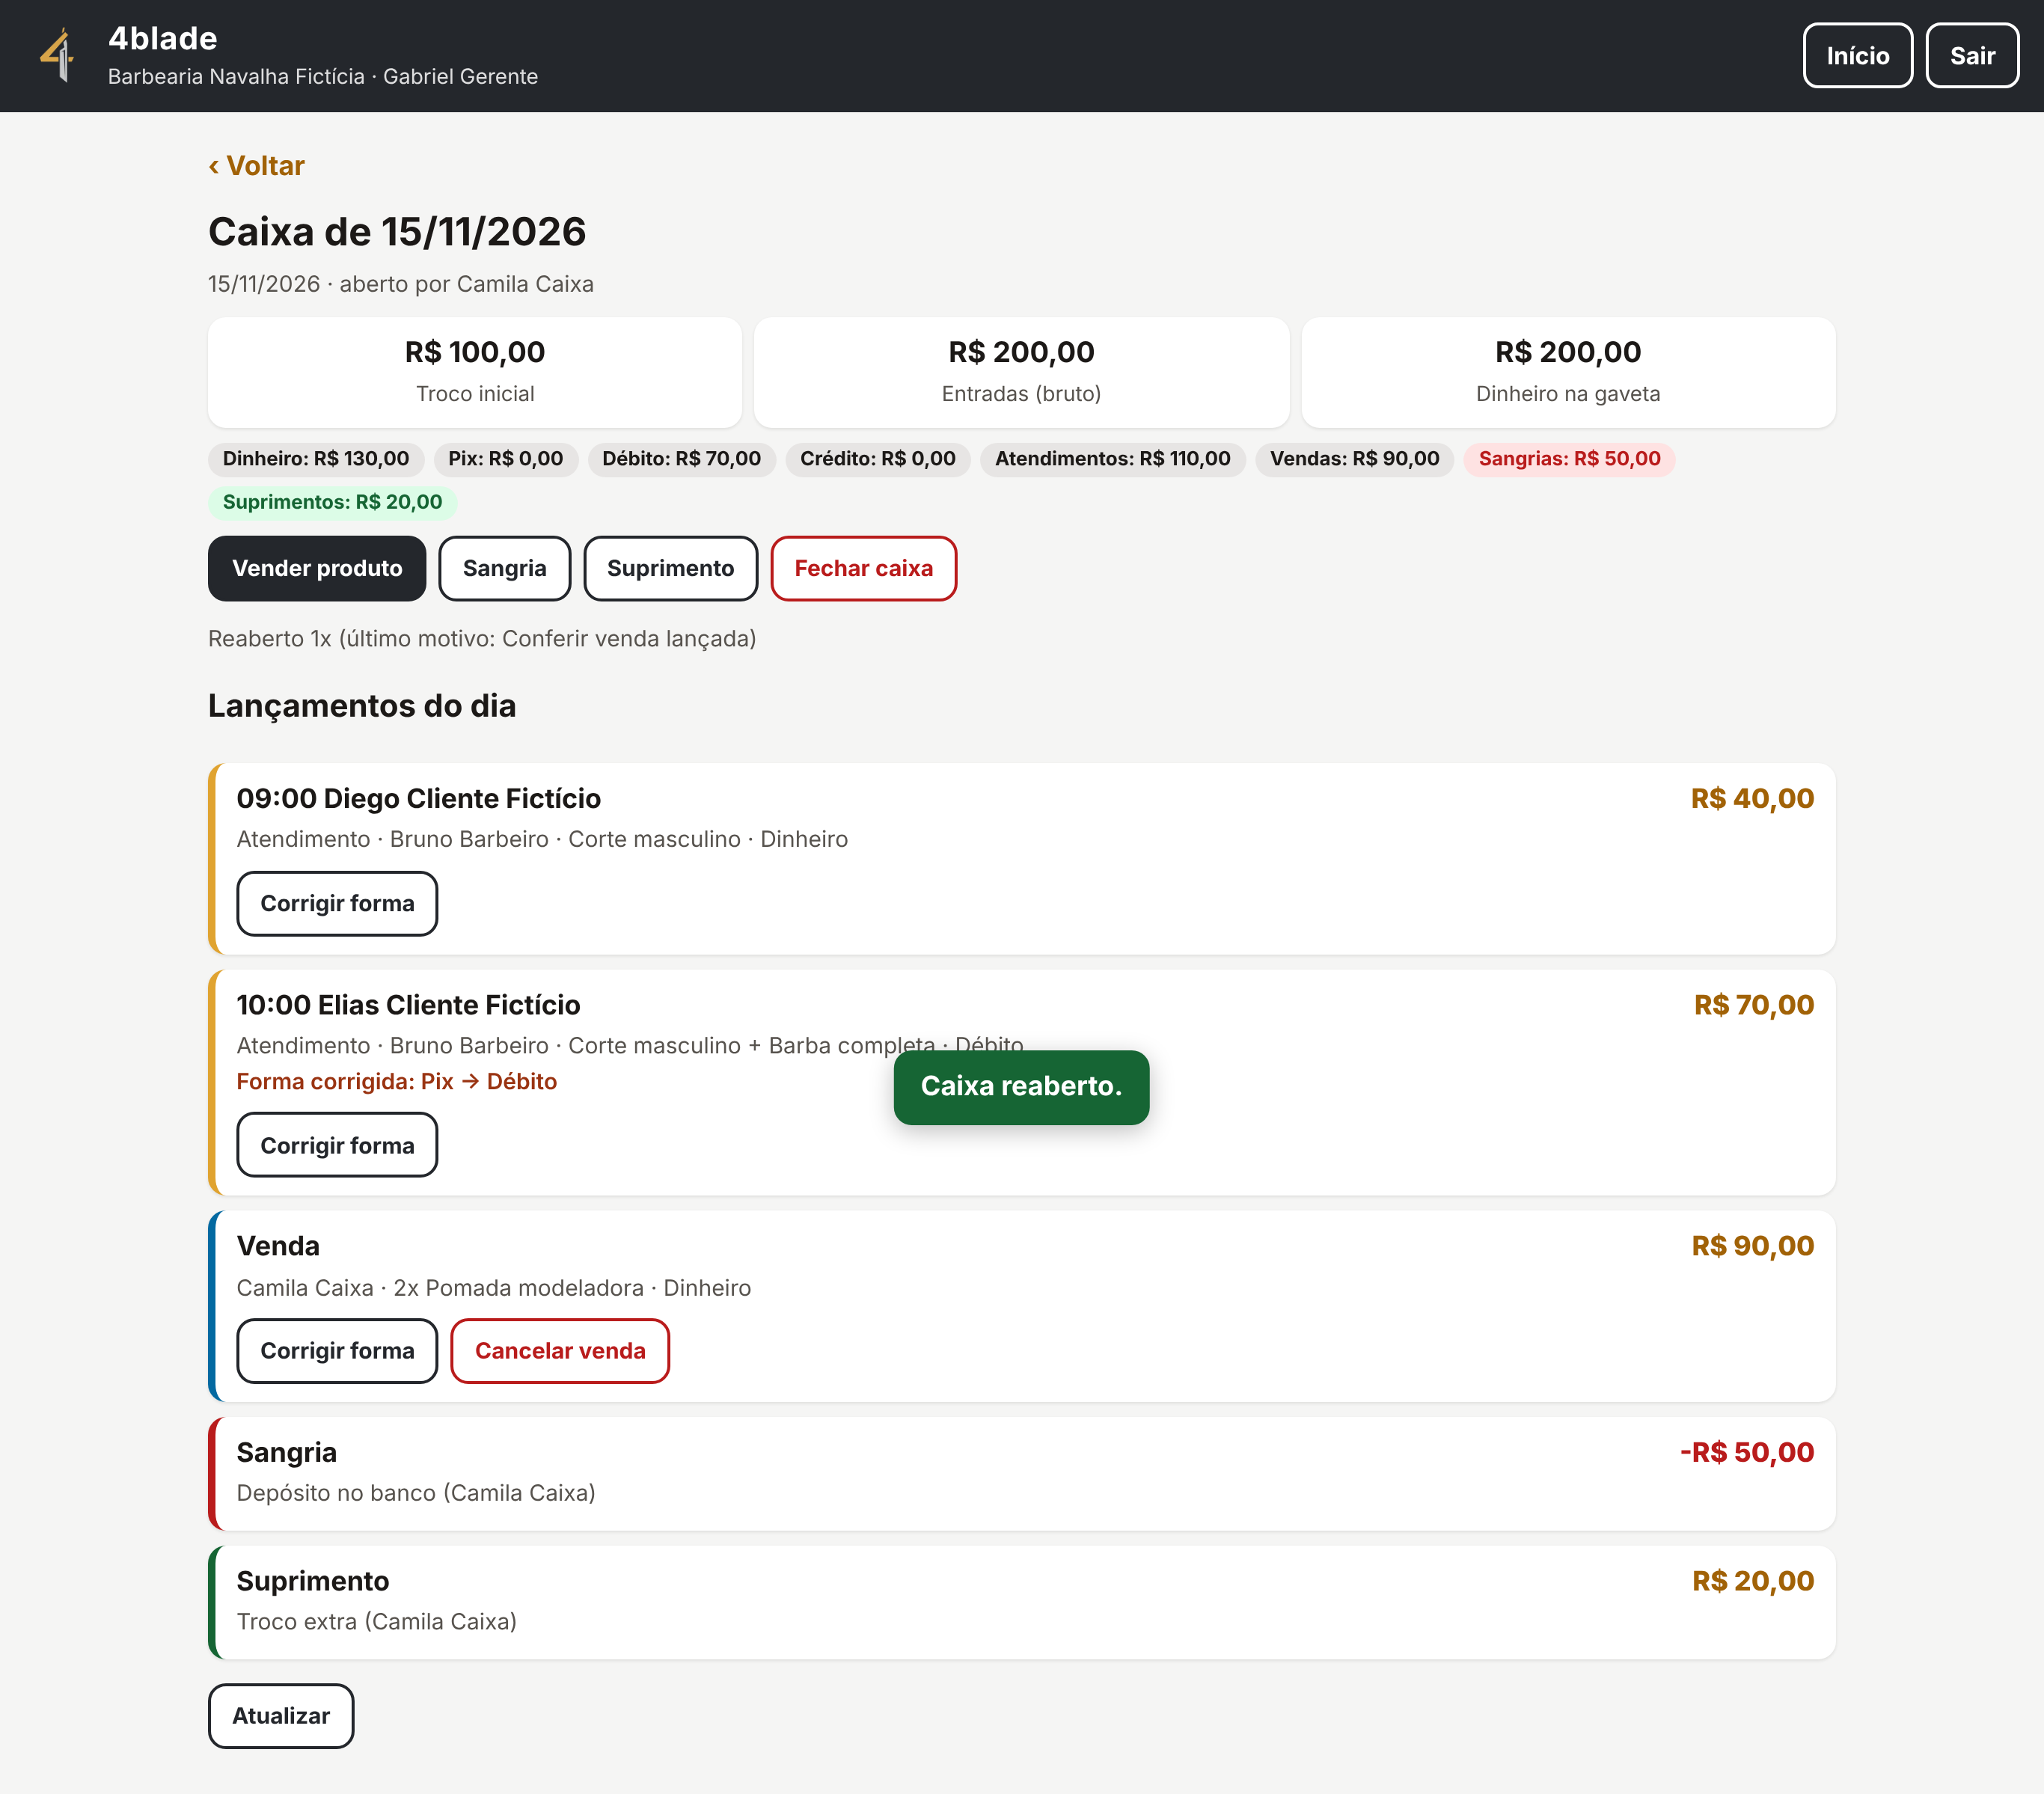 4blade
Barbearia Navalha Fictícia · Gabriel Gerente
Início
Sair
‹ Voltar
Caixa de 15/11/2026
15/11/2026 · aberto por Camila Caixa
R$ 100,00
Troco inicial
R$ 200,00
Entradas (bruto)
R$ 200,00
Dinheiro na gaveta
Dinheiro: R$ 130,00
Pix: R$ 0,00
Débito: R$ 70,00
Crédito: R$ 0,00
Atendimentos: R$ 110,00
Vendas: R$ 90,00
Sangrias: R$ 50,00
Suprimentos: R$ 20,00
Vender produto
Sangria
Suprimento
Fechar caixa
Reaberto 1x (último motivo: Conferir venda lançada)
Lançamentos do dia
09:00 Diego Cliente Fictício
R$ 40,00
Atendimento · Bruno Barbeiro · Corte masculino · Dinheiro
Corrigir forma
10:00 Elias Cliente Fictício
R$ 70,00
Atendimento · Bruno Barbeiro · Corte masculino + Barba completa · Débito
Forma corrigida: Pix → Débito
Caixa reaberto.
Corrigir forma
Venda
R$ 90,00
Camila Caixa · 2x Pomada modeladora · Dinheiro
Corrigir forma
Cancelar venda
Sangria
-R$ 50,00
Depósito no banco (Camila Caixa)
Suprimento
R$ 20,00
Troco extra (Camila Caixa)
Atualizar